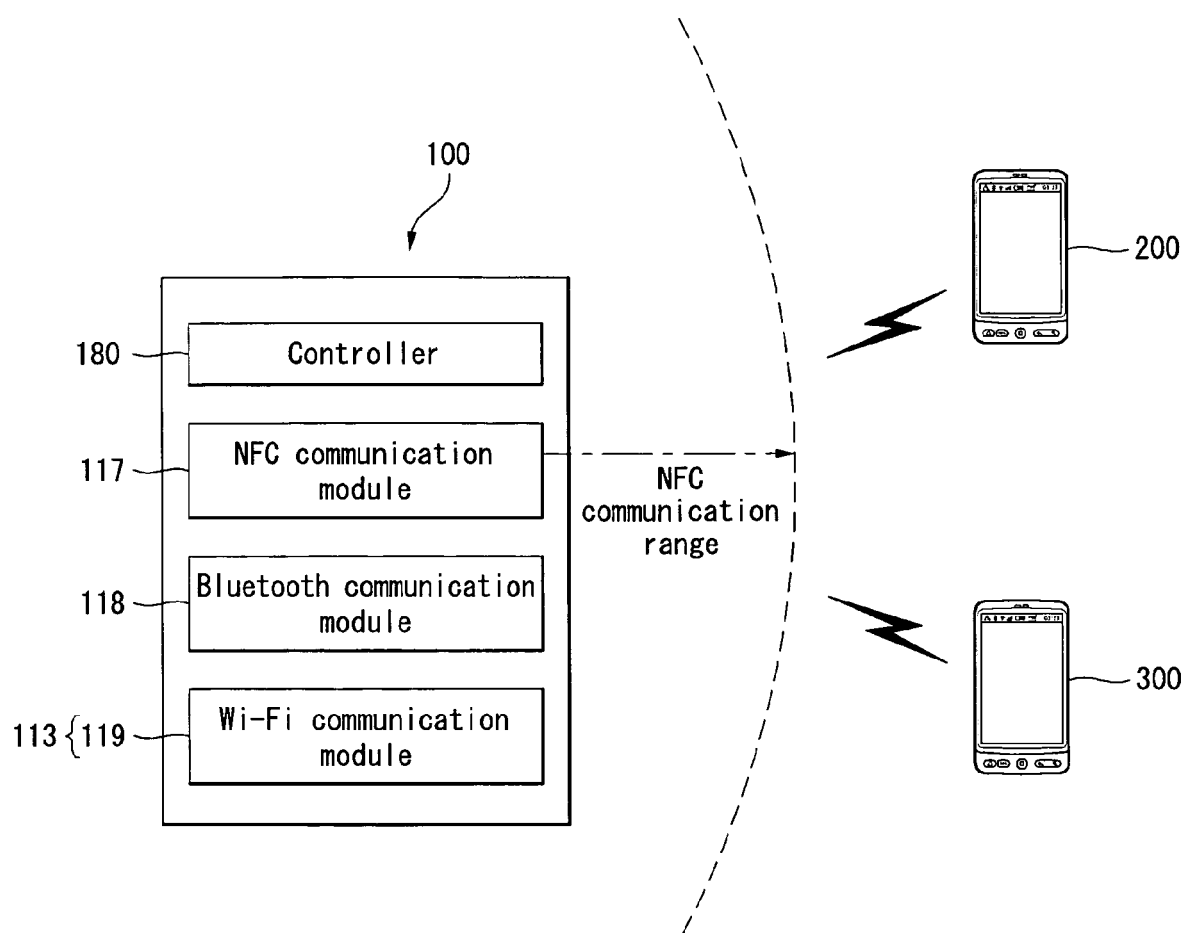 100
200
180
Controller
117
NFC communication
module
NFC
communication
range
118
Bluetooth communication
module
113 { 119
Wi-Fi communication
module
300